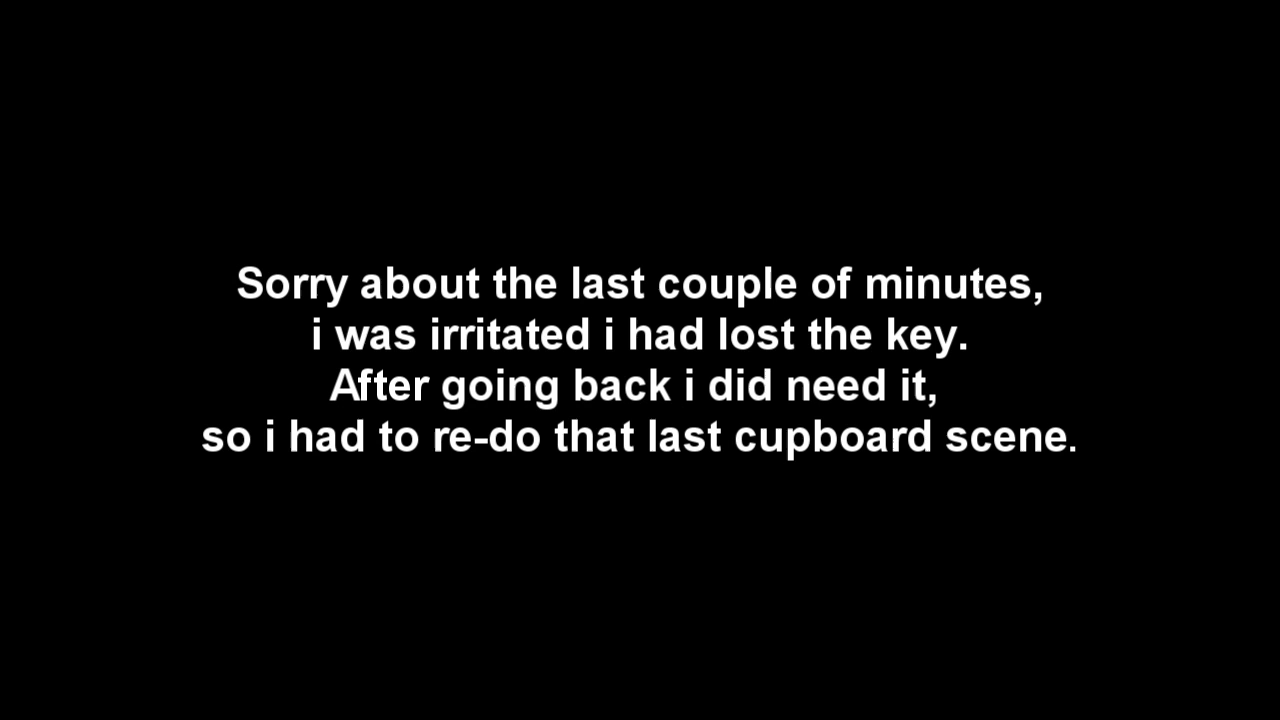 Sorry about the last couple of minutes,
i was irritated i had lost the key.
After going back i did need it,
so i had to re-do that last cupboard scene.